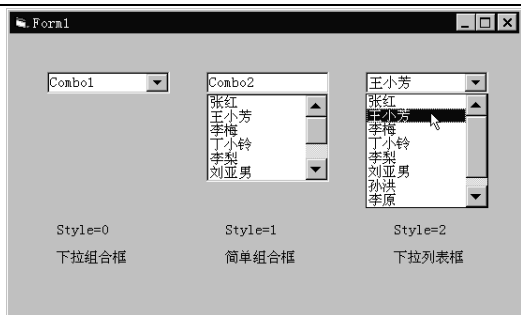 Form1
Combo1
Combo2
张红
王小芳
李梅
丁小铃
李梨
刘亚男
王小芳
张红
王小芳
李梅
丁小铃
李梨
刘亚男
孙洪
李原
Style=0
Style=1
Style=2
下拉组合框
简单组合框
下拉列表框